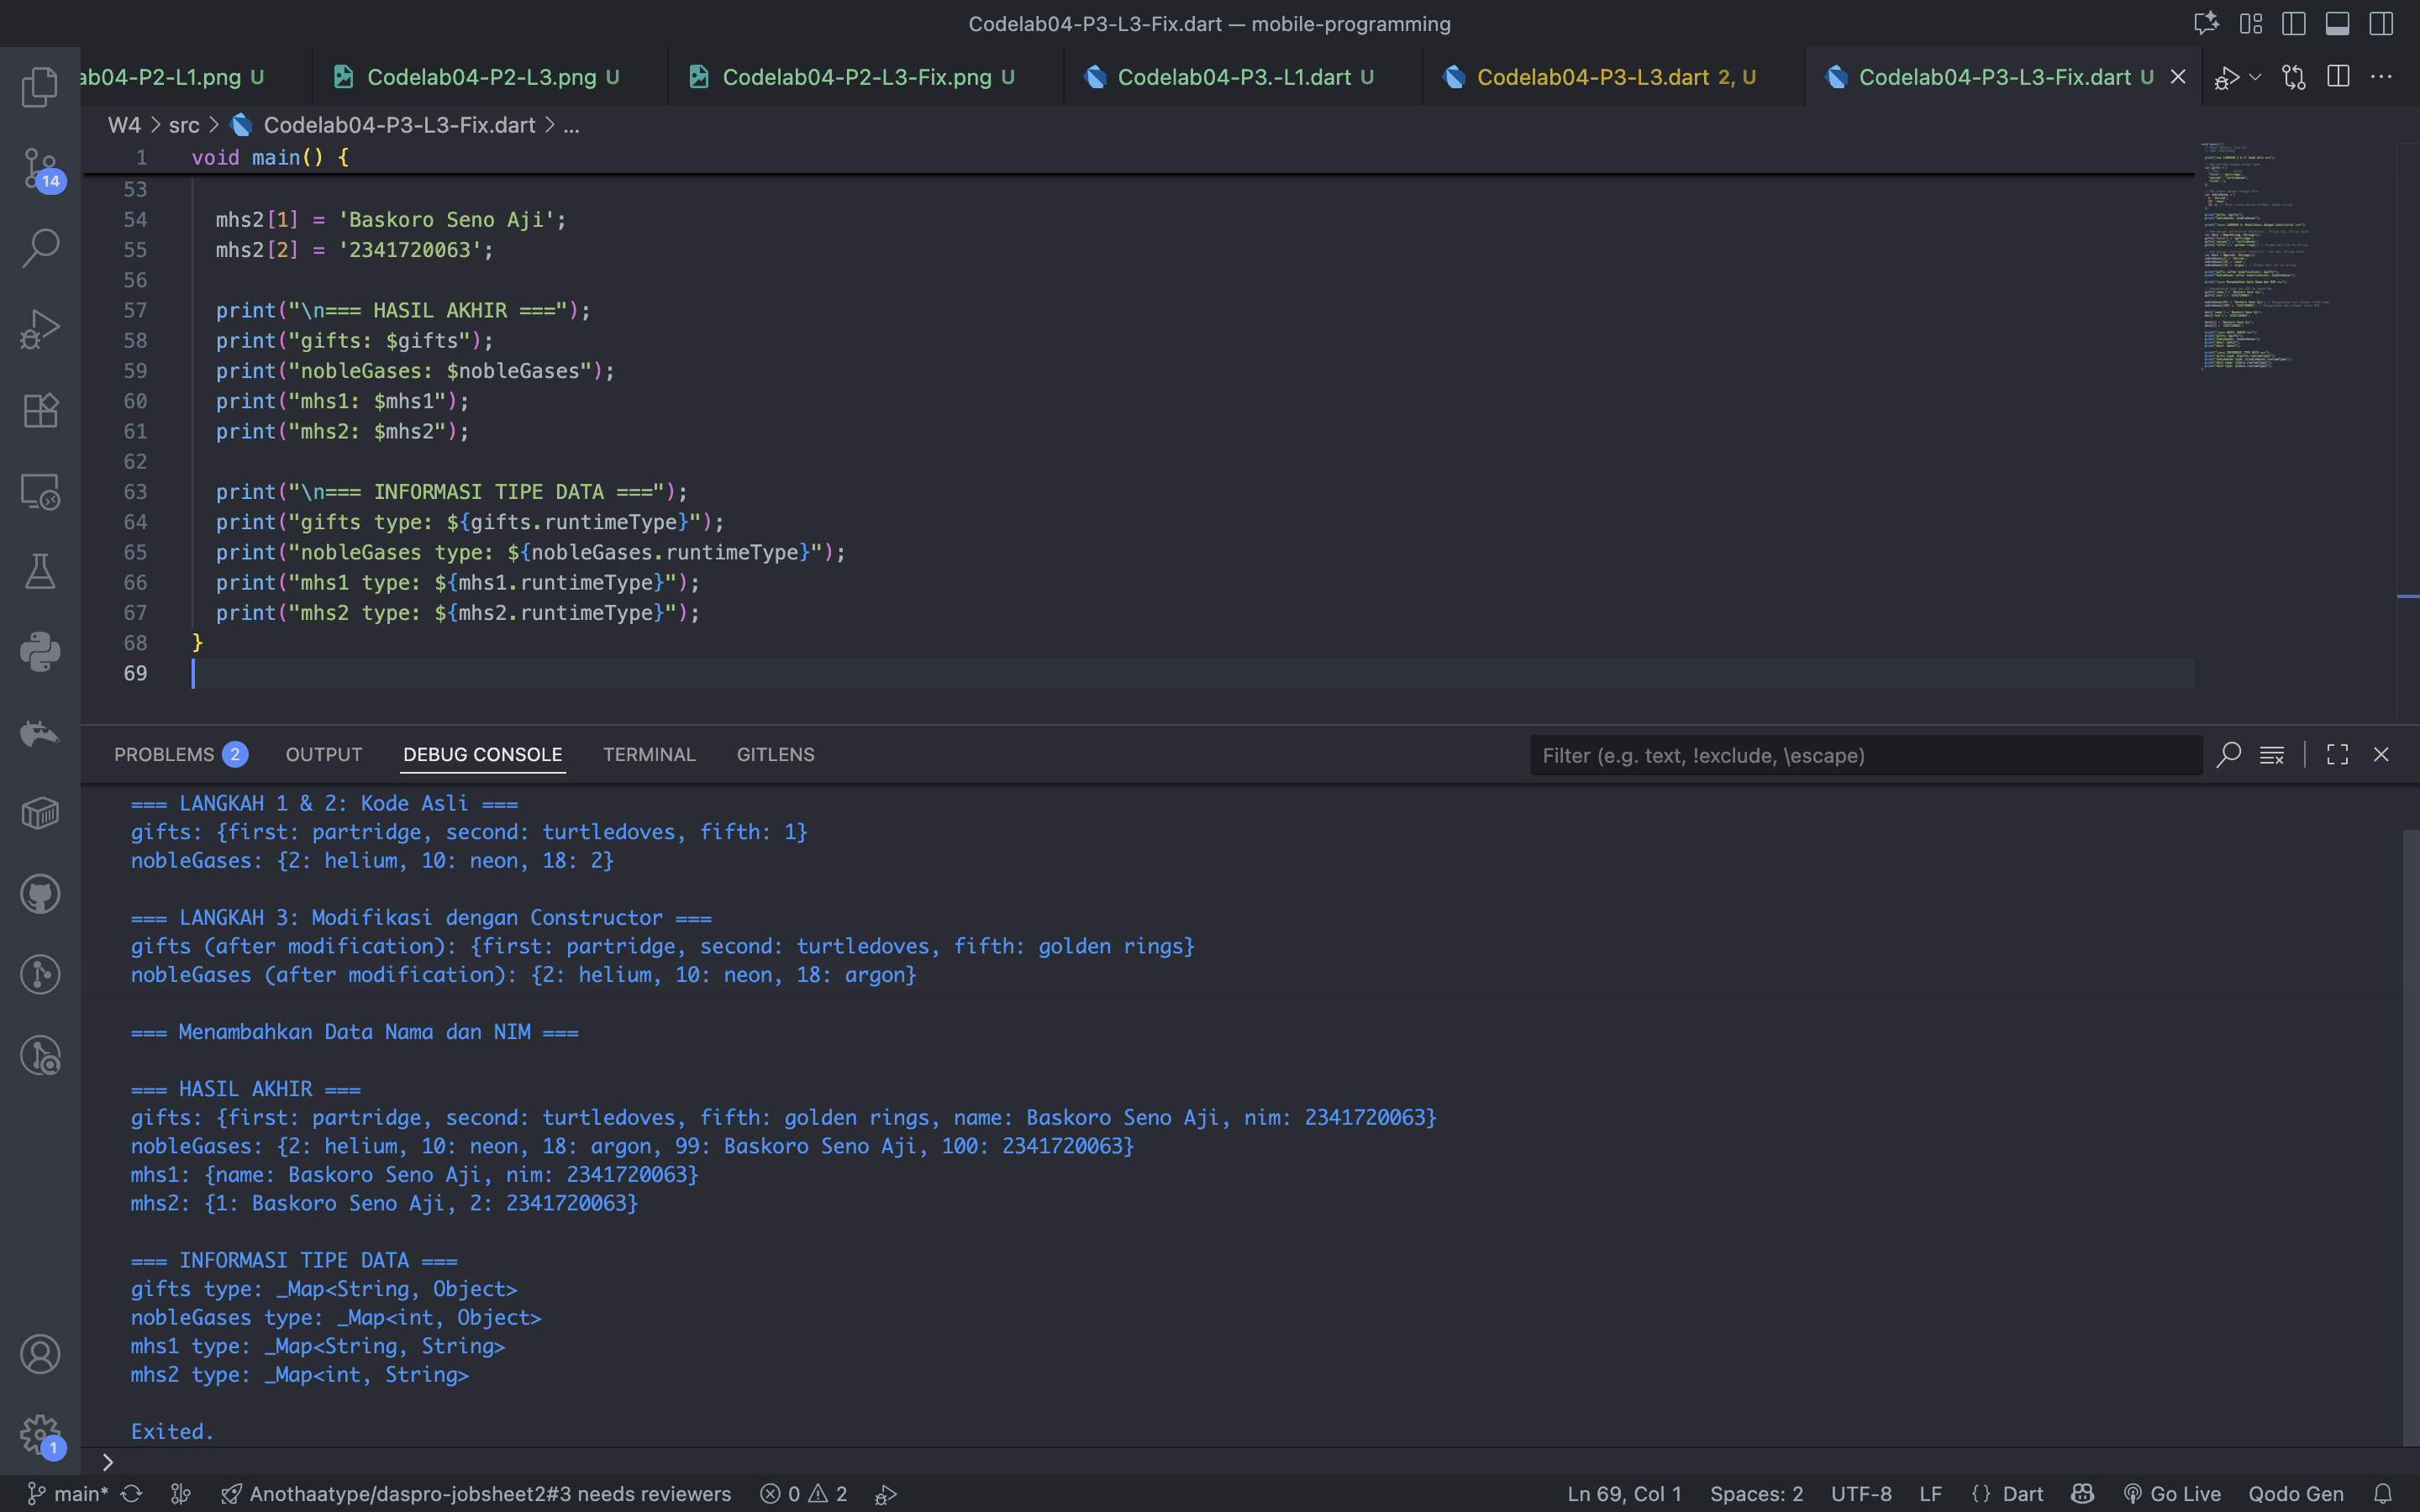 Codelab04-P3-L3-Fix.dart — mobile-programming
ab04-P2-L1.png U
Codelab04-P2-L3.png U
Codelab04-P2-L3-Fix.png U
Codelab04-P3.-L1.dart U
Codelab04-P3-L3.dart 2, U
Codelab04-P3-L3-Fix.dart U
W4 > src > Codelab04-P3-L3-Fix.dart > ...
14
1 void main() {
53
54 mhs2[1] = 'Baskoro Seno Aji';
55 mhs2[2] = '2341720063';
56
57 print("\n=== HASIL AKHIR ===");
58 print("gifts: $gifts");
59 print("nobleGases: $nobleGases");
60 print("mhs1: $mhs1");
61 print("mhs2: $mhs2");
62
63 print("\n=== INFORMASI TIPE DATA ===");
64 print("gifts type: ${gifts.runtimeType}");
65 print("nobleGases type: ${nobleGases.runtimeType}");
66 print("mhs1 type: ${mhs1.runtimeType}");
67 print("mhs2 type: ${mhs2.runtimeType}");
68 }
69
PROBLEMS 2 OUTPUT DEBUG CONSOLE TERMINAL GITLENS
Filter (e.g. text, !exclude, \escape)
=== LANGKAH 1 & 2: Kode Asli ===
gifts: {first: partridge, second: turtledoves, fifth: 1}
nobleGases: {2: helium, 10: neon, 18: 2}
=== LANGKAH 3: Modifikasi dengan Constructor ===
gifts (after modification): {first: partridge, second: turtledoves, fifth: golden rings}
nobleGases (after modification): {2: helium, 10: neon, 18: argon}
=== Menambahkan Data Nama dan NIM ===
=== HASIL AKHIR ===
gifts: {first: partridge, second: turtledoves, fifth: golden rings, name: Baskoro Seno Aji, nim: 2341720063}
nobleGases: {2: helium, 10: neon, 18: argon, 99: Baskoro Seno Aji, 100: 2341720063}
mhs1: {name: Baskoro Seno Aji, nim: 2341720063}
mhs2: {1: Baskoro Seno Aji, 2: 2341720063}
=== INFORMASI TIPE DATA ===
gifts type: _Map<String, Object>
nobleGases type: _Map<int, Object>
mhs1 type: _Map<String, String>
mhs2 type: _Map<int, String>
Exited.
1
>
main* Anothaatype/daspro-jobsheet2#3 needs reviewers 0 2
Ln 69, Col 1 Spaces: 2 UTF-8 LF {} Dart Go Live Qodo Gen